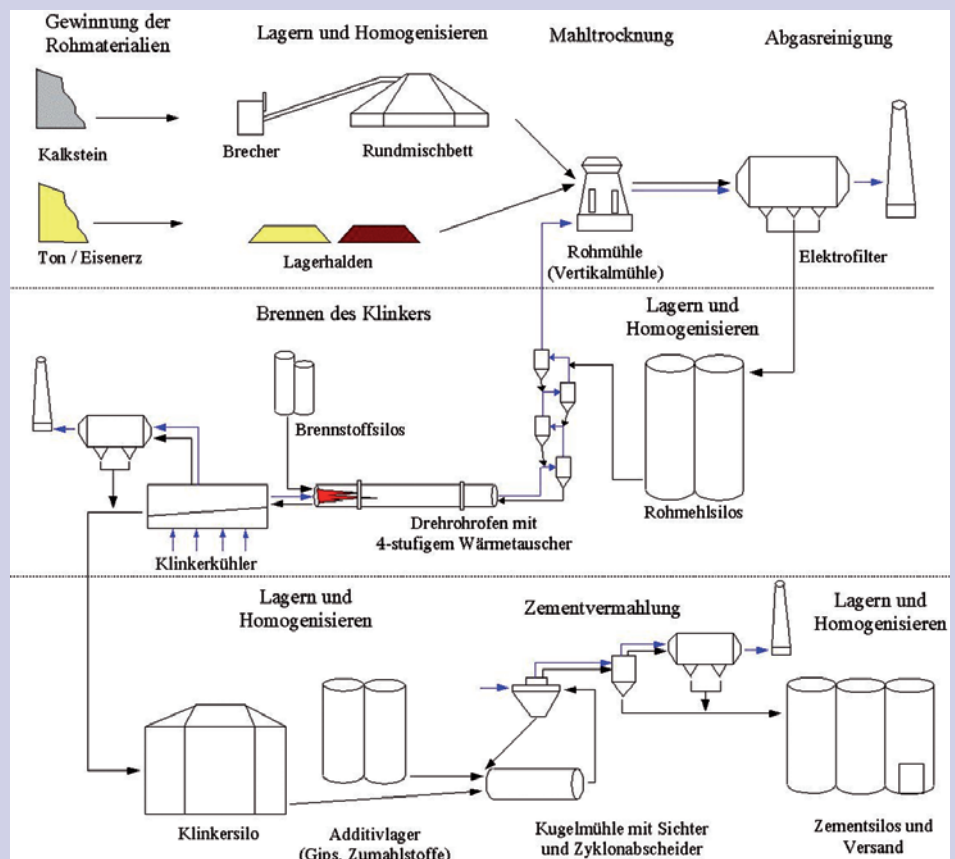 Gewinnung der
Rohmaterialien
Lagern und Homogenisieren
Mahltrocknung
Abgasreinigung
Kalkstein
Brecher
Rundmischbett
Ton / Eisenerz
Lagerhalden
Rohmühle
(Vertikalmühle)
Elektrofilter
Brennen des Klinkers
Lagern und
Homogenisieren
Brennstoffsilos
Rohmehlsilos
Drehrohrofen mit
4-stufigem Wärmetauscher
Klinkerkühler
Lagern und
Homogenisieren
Zementvermahlung
Lagern und
Homogenisieren
Klinkersilo
Additivlager
(Gips, Zumahlstoffe)
Kugelmühle mit Sichter
und Zyklonabscheider
Zementsilos und
Versand